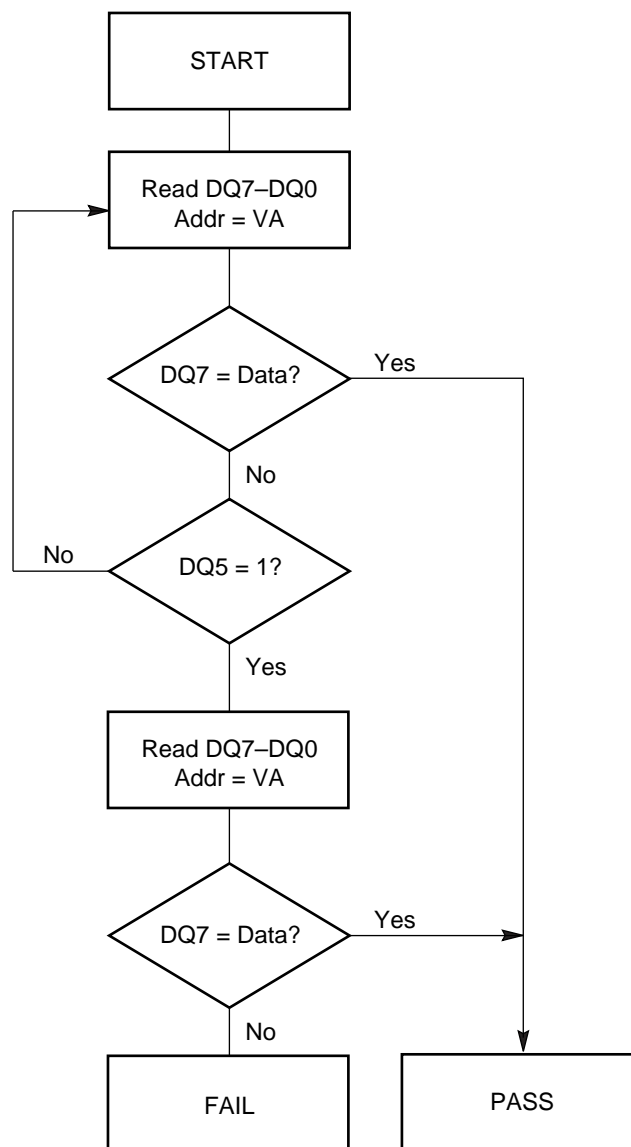 START
Read DQ7–DQ0
Addr = VA
DQ7 = Data?
Yes
No
No
DQ5 = 1?
Yes
Read DQ7–DQ0
Addr = VA
DQ7 = Data?
Yes
No
FAIL
PASS